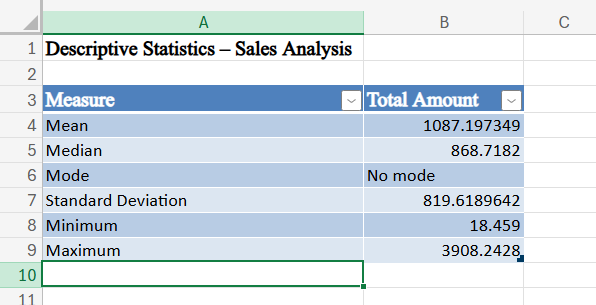 A B C
1 Descriptive Statistics – Sales Analysis
2
3 Measure Total Amount
4 Mean 1087.197349
5 Median 868.7182
6 Mode No mode
7 Standard Deviation 819.6189642
8 Minimum 18.459
9 Maximum 3908.2428
10
11